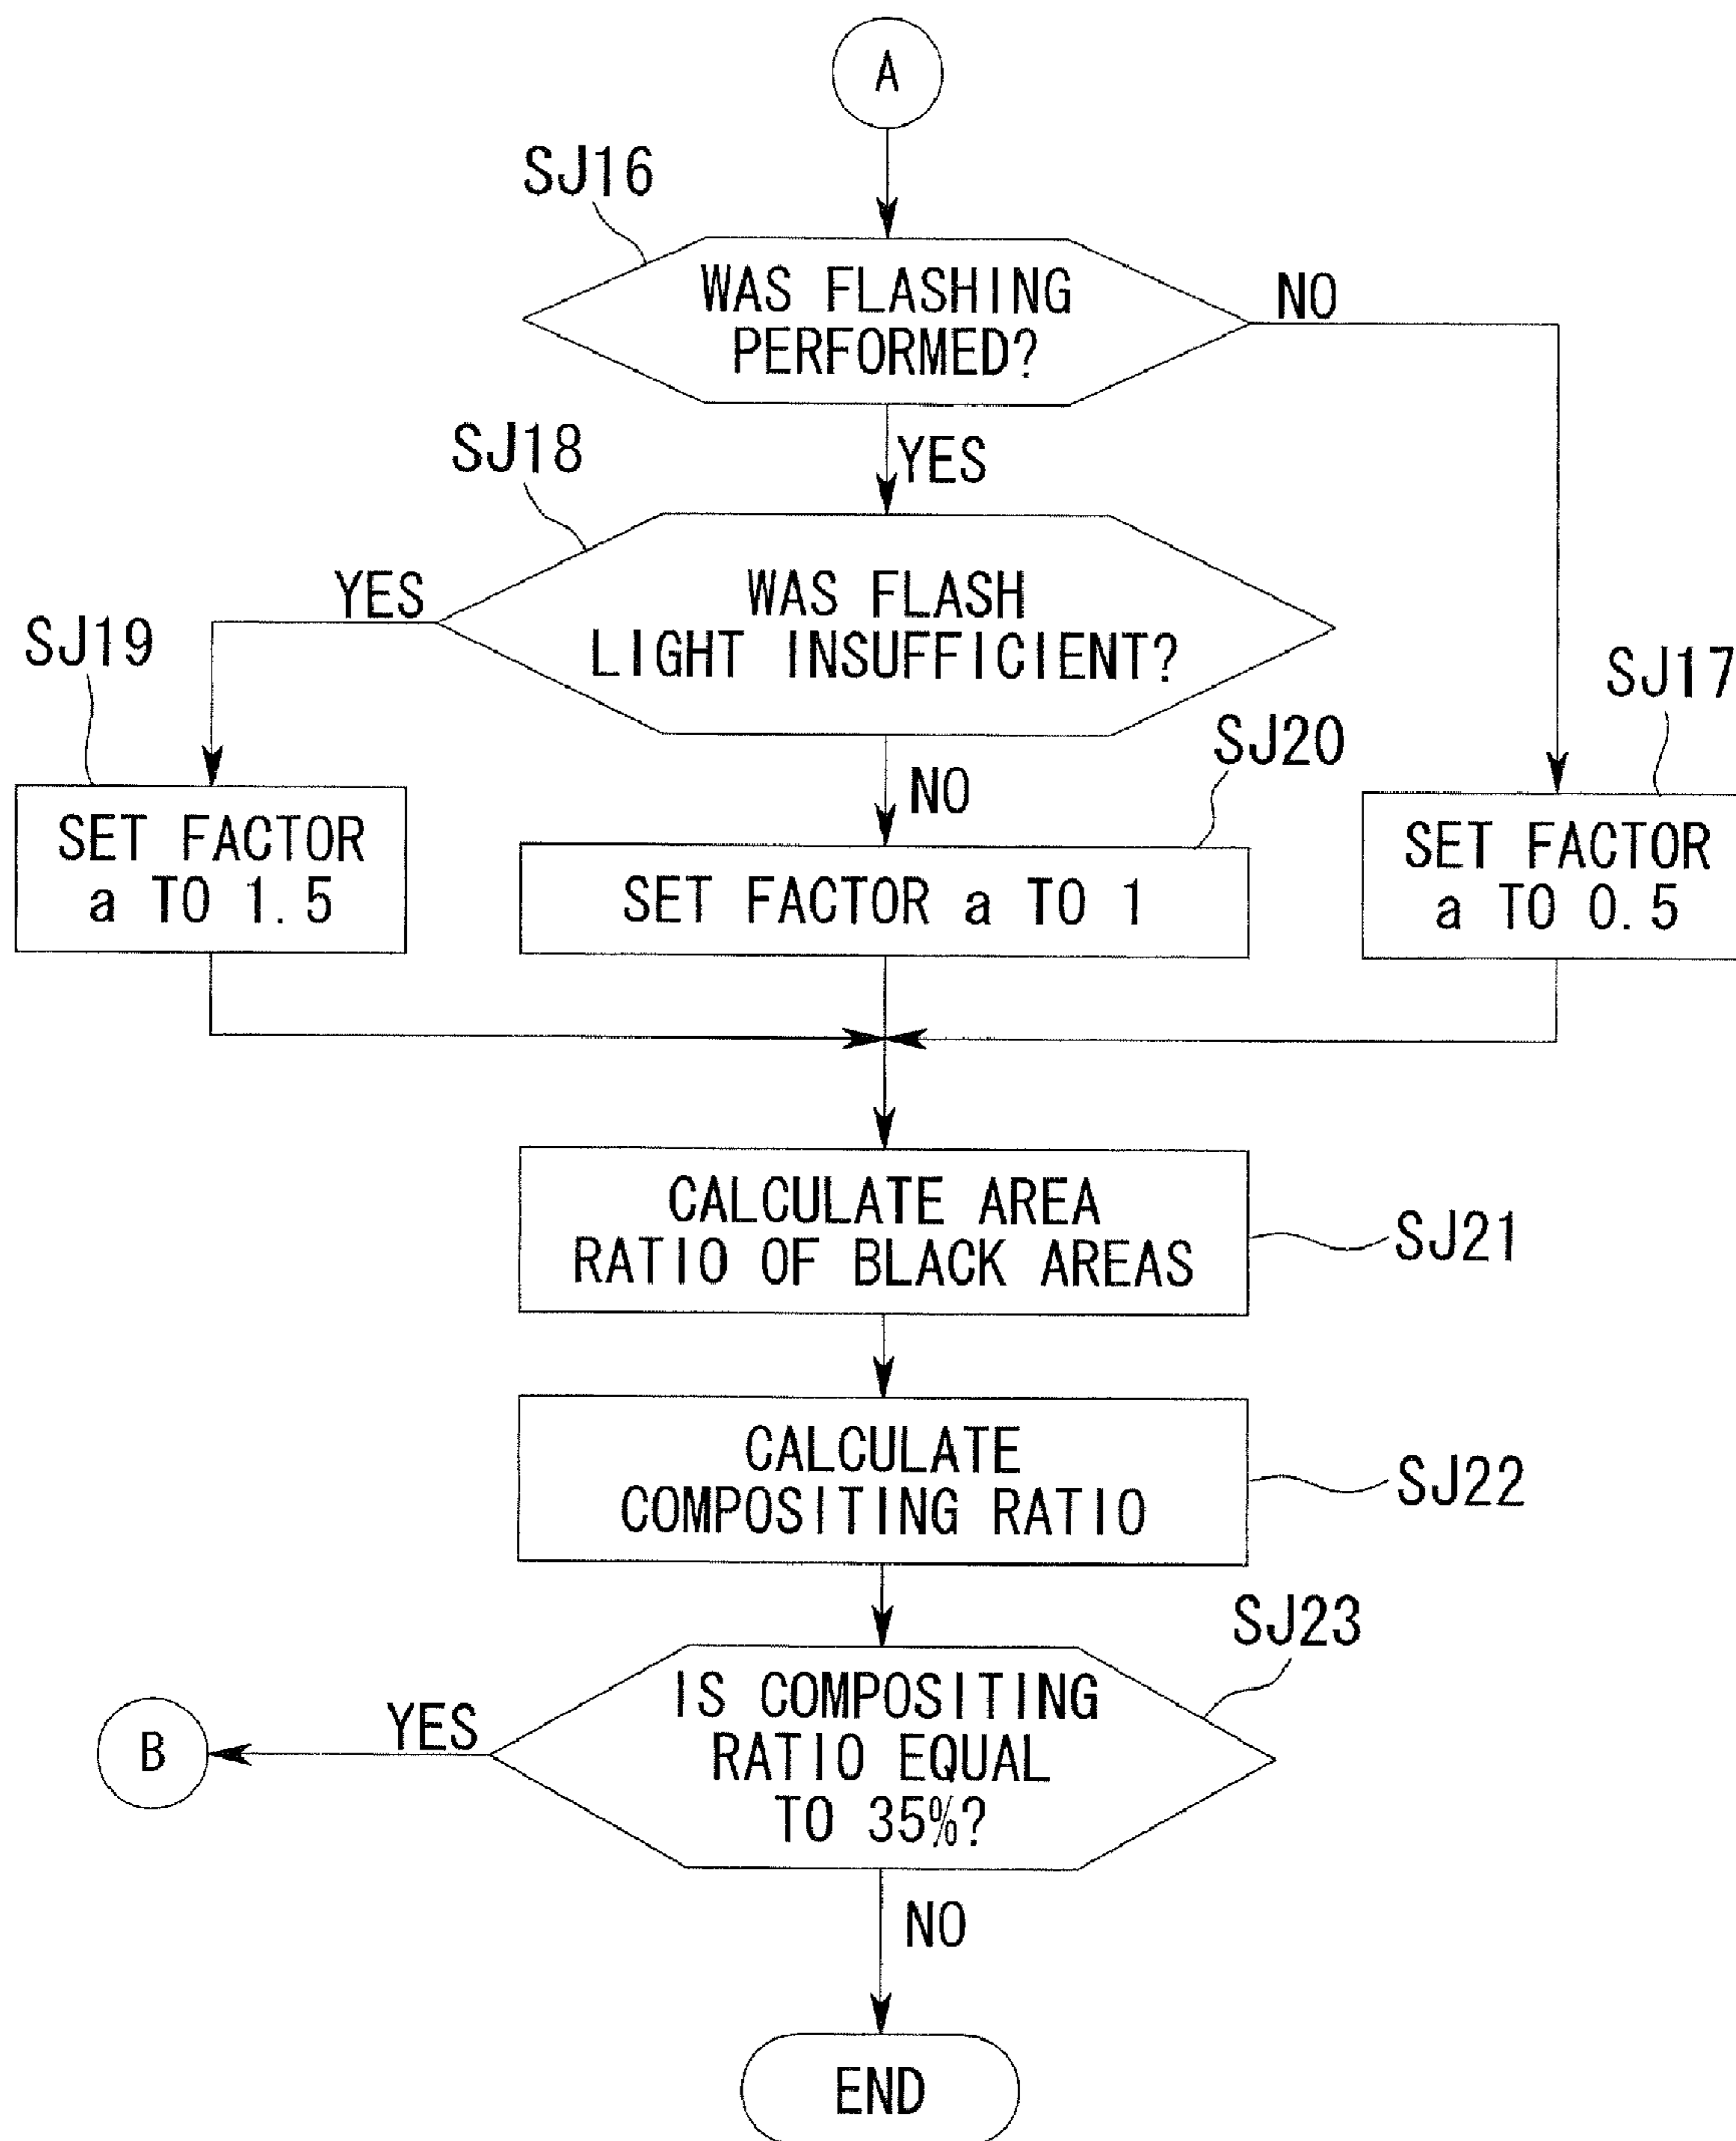 A
SJ16
WAS FLASHING
PERFORMED?
NO
YES
SJ18
WAS FLASH
LIGHT INSUFFICIENT?
YES
SJ19
SET FACTOR
a TO 1.5
NO
SJ20
SET FACTOR a TO 1
SJ17
SET FACTOR
a TO 0.5
CALCULATE AREA
RATIO OF BLACK AREAS
SJ21
CALCULATE
COMPOSITING RATIO
SJ22
SJ23
IS COMPOSITING
RATIO EQUAL
TO 35%?
YES
B
NO
END